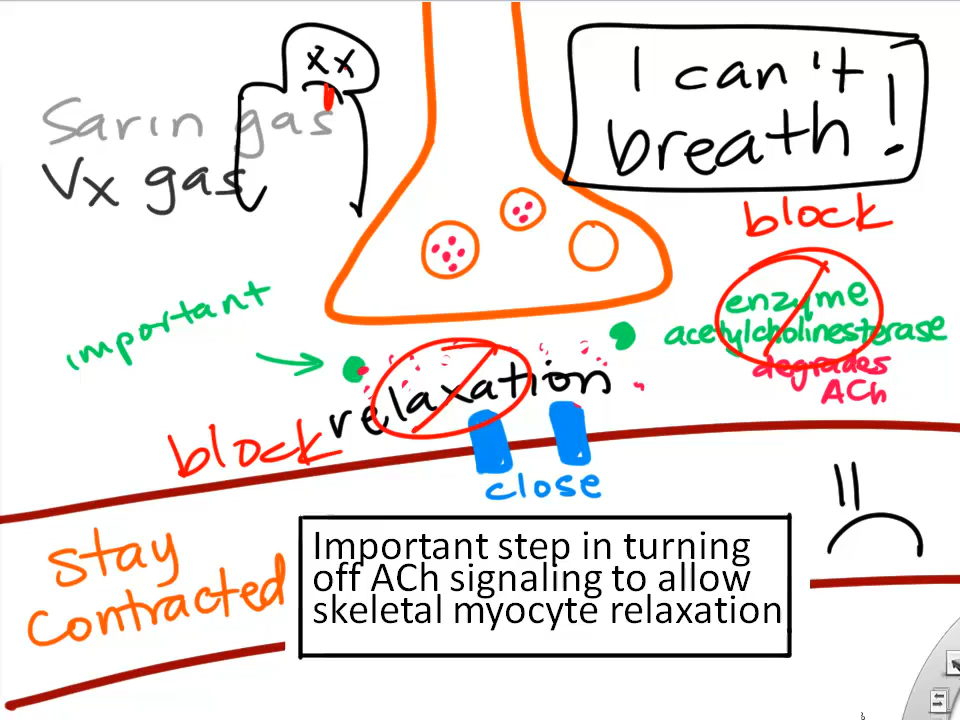 Sarin gas
Vx gas
x x
I can't
breath!
block
enzyme
acetylcholinesterase
degrades
ACh
important
relaxation
block
close
stay
contracted
Important step in turning
off ACh signaling to allow
skeletal myocyte relaxation